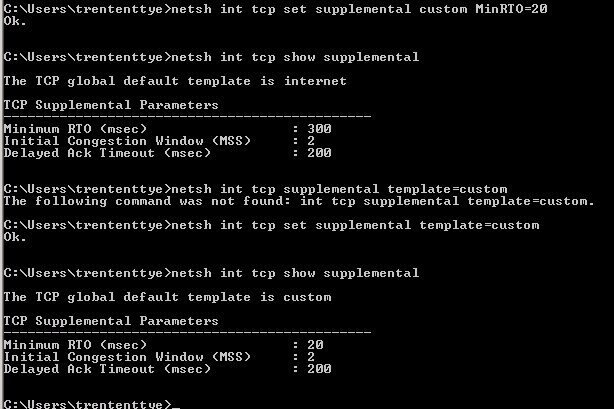 C:\Users\trententtye>netsh int tcp set supplemental custom MinRTO=20
Ok.
C:\Users\trententtye>netsh int tcp show supplemental
The TCP global default template is internet
TCP Supplemental Parameters
----------------------------------------------
Minimum RTO (msec) : 300
Initial Congestion Window (MSS) : 2
Delayed Ack Timeout (msec) : 200
C:\Users\trententtye>netsh int tcp supplemental template=custom
The following command was not found: int tcp supplemental template=custom.
C:\Users\trententtye>netsh int tcp set supplemental template=custom
Ok.
C:\Users\trententtye>netsh int tcp show supplemental
The TCP global default template is custom
TCP Supplemental Parameters
----------------------------------------------
Minimum RTO (msec) : 20
Initial Congestion Window (MSS) : 2
Delayed Ack Timeout (msec) : 200
C:\Users\trententtye>_